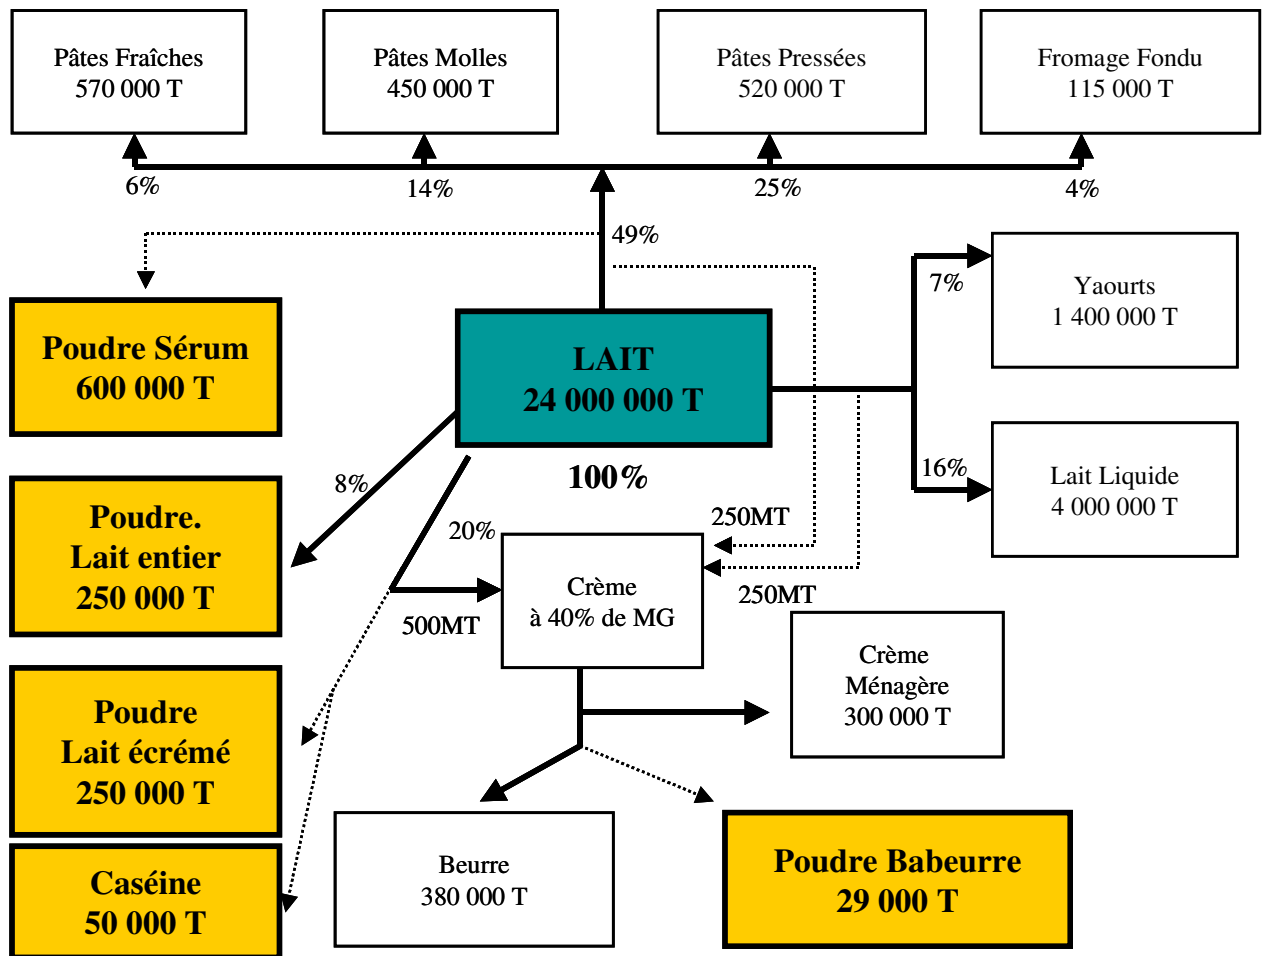 Pâtes Fraîches
570 000 T
Pâtes Molles
450 000 T
Pâtes Pressées
520 000 T
Fromage Fondu
115 000 T
6%
14%
25%
4%
49%
Poudre Sérum
600 000 T
LAIT
24 000 000 T
100%
7%
Yaourts
1 400 000 T
16%
Lait Liquide
4 000 000 T
8%
Poudre.
Lait entier
250 000 T
20%
500MT
Crème
à 40% de MG
250MT
250MT
Crème
Ménagère
300 000 T
Poudre
Lait écrémé
250 000 T
Caséine
50 000 T
Beurre
380 000 T
Poudre Babeurre
29 000 T